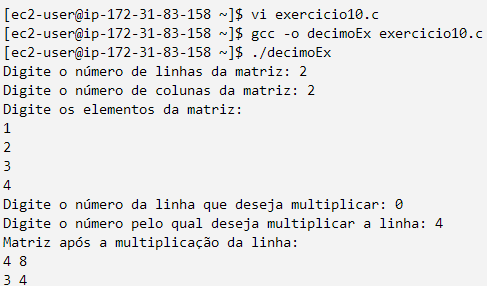 [ec2-user@ip-172-31-83-158 ~]$ vi exercicio10.c
[ec2-user@ip-172-31-83-158 ~]$ gcc -o decimoEx exercicio10.c
[ec2-user@ip-172-31-83-158 ~]$ ./decimoEx
Digite o número de linhas da matriz: 2
Digite o número de colunas da matriz: 2
Digite os elementos da matriz:
1
2
3
4
Digite o número da linha que deseja multiplicar: 0
Digite o número pelo qual deseja multiplicar a linha: 4
Matriz após a multiplicação da linha:
4 8
3 4